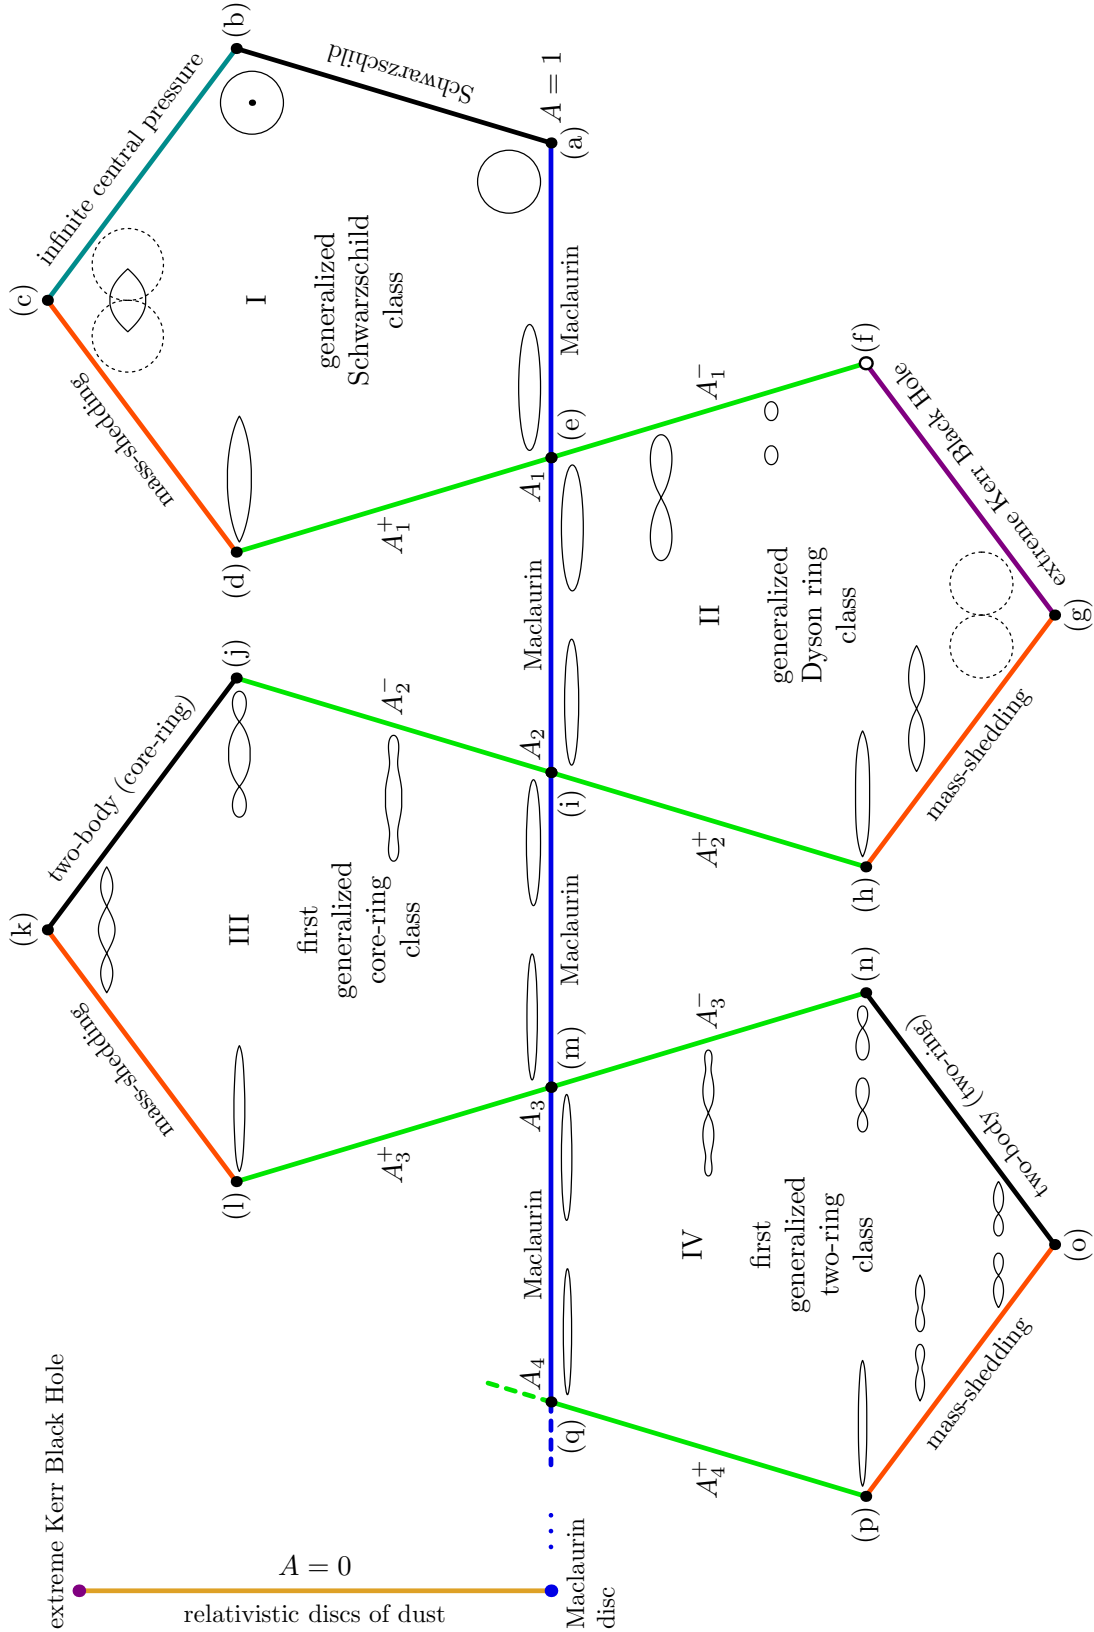 extreme Kerr Black Hole
A = 0
relativistic discs of dust
Maclaurin
disc
(c)
infinite central pressure
(b)
Schwarzschild
A = 1
(a)
mass-shedding
I
generalized
Schwarzschild
class
(d)
A₁⁺
A₁
(e)
Maclaurin
A₁⁻
(f)
extreme Kerr Black Hole
II
generalized
Dyson ring
class
(g)
mass-shedding
(h)
A₂⁺
Maclaurin
A₂
(i)
A₂⁻
(j)
two-body (core-ring)
(k)
III
first
generalized
core-ring
class
mass-shedding
(l)
A₃⁺
Maclaurin
A₃
(m)
A₃⁻
(n)
two-body (two-ring)
IV
first
generalized
two-ring
class
(o)
mass-shedding
(p)
A₄⁺
Maclaurin
A₄
(q)